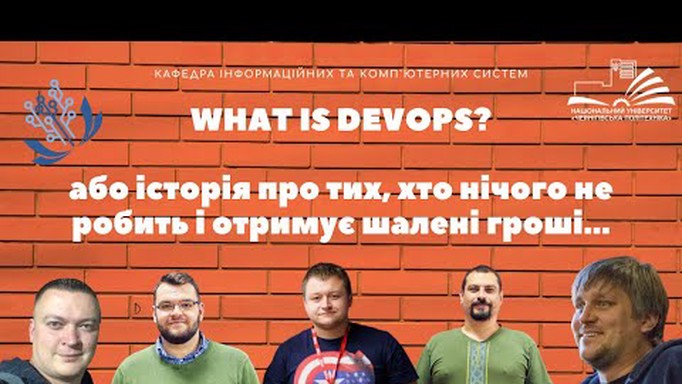 КАФЕДРА ІНФОРМАЦІЙНИХ ТА КОМП'ЮТЕРНИХ СИСТЕМ
НАЦІОНАЛЬНИЙ УНІВЕРСИТЕТ
«ЧЕРНІГІВСЬКА ПОЛІТЕХНІКА»
WHAT IS DEVOPS?
або історія про тих, хто нічого не
робить і отримує шалені гроші...